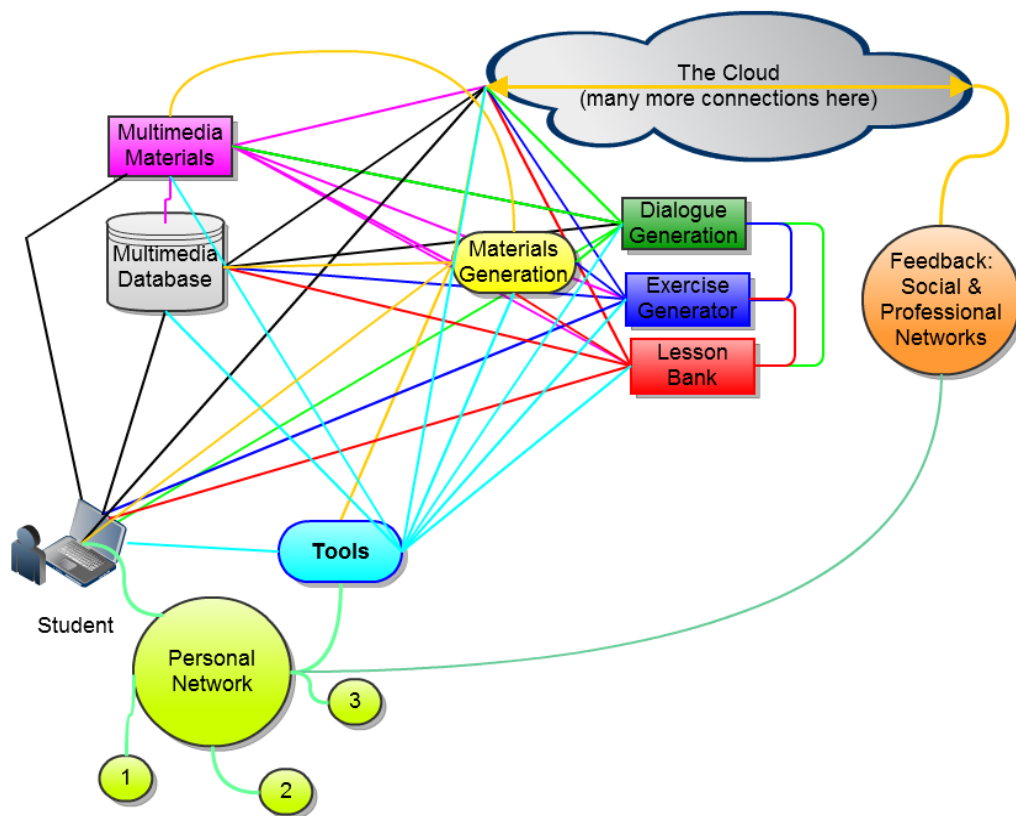 The Cloud
(many more connections here)
Multimedia
Materials
Multimedia
Database
Materials
Generation
Dialogue
Generation
Exercise
Generator
Lesson
Bank
Feedback:
Social &
Professional
Networks
Tools
Student
Personal
Network
3
1
2